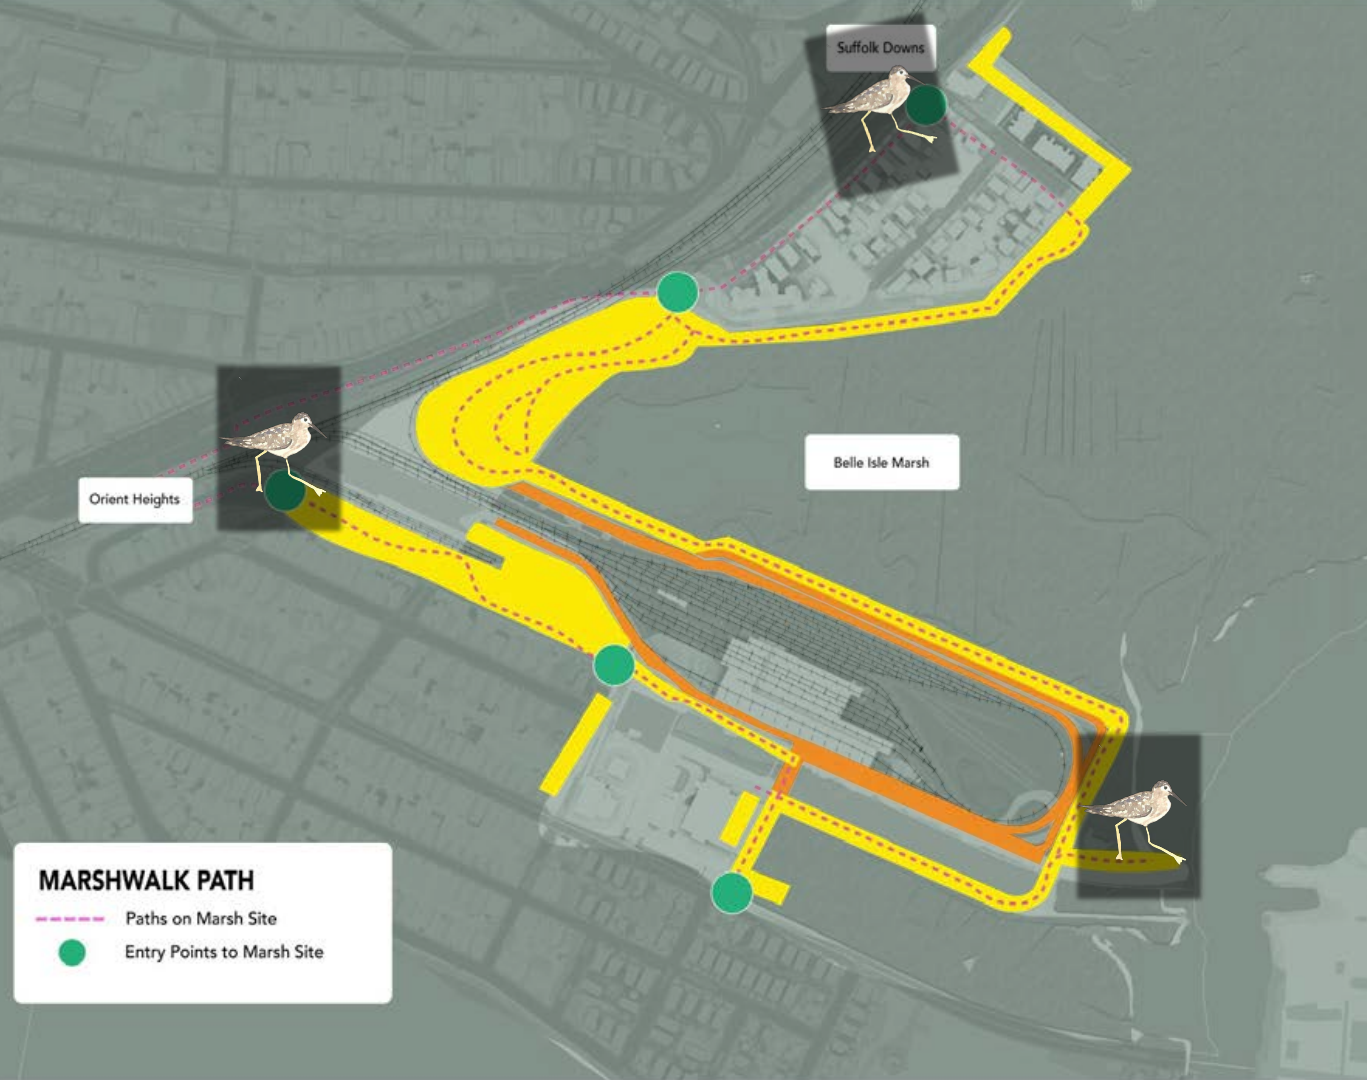 Suffolk Downs
Belle Isle Marsh
Orient Heights
MARSHWALK PATH
Paths on Marsh Site
Entry Points to Marsh Site